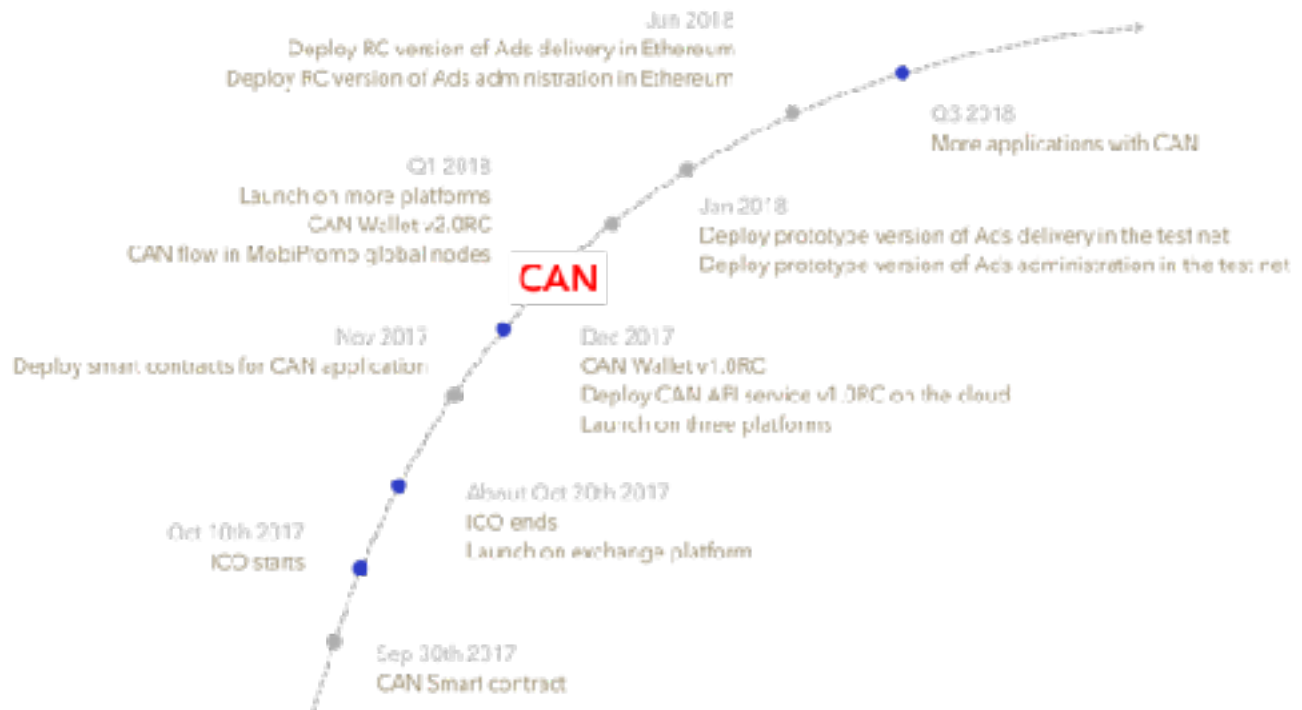 Jun 2018
Deploy RC version of Ads delivery in Ethereum
Deploy RC version of Ads administration in Ethereum
Q3 2018
More applications with CAN
Q1 2018
Launch on more platforms
CAN Wallet v2.0RC
CAN flow in MobiPromo global nodes
Jan 2018
Deploy prototype version of Ads delivery in the test net
Deploy prototype version of Ads administration in the test net
CAN
Nov 2017
Deploy smart contracts for CAN application
Dec 2017
CAN Wallet v1.0RC
Deploy CAN API service v1.0RC on the cloud
Launch on three platforms
About Oct 20th 2017
ICO ends
Launch on exchange platform
Oct 10th 2017
ICO starts
Sep 30th 2017
CAN Smart contract